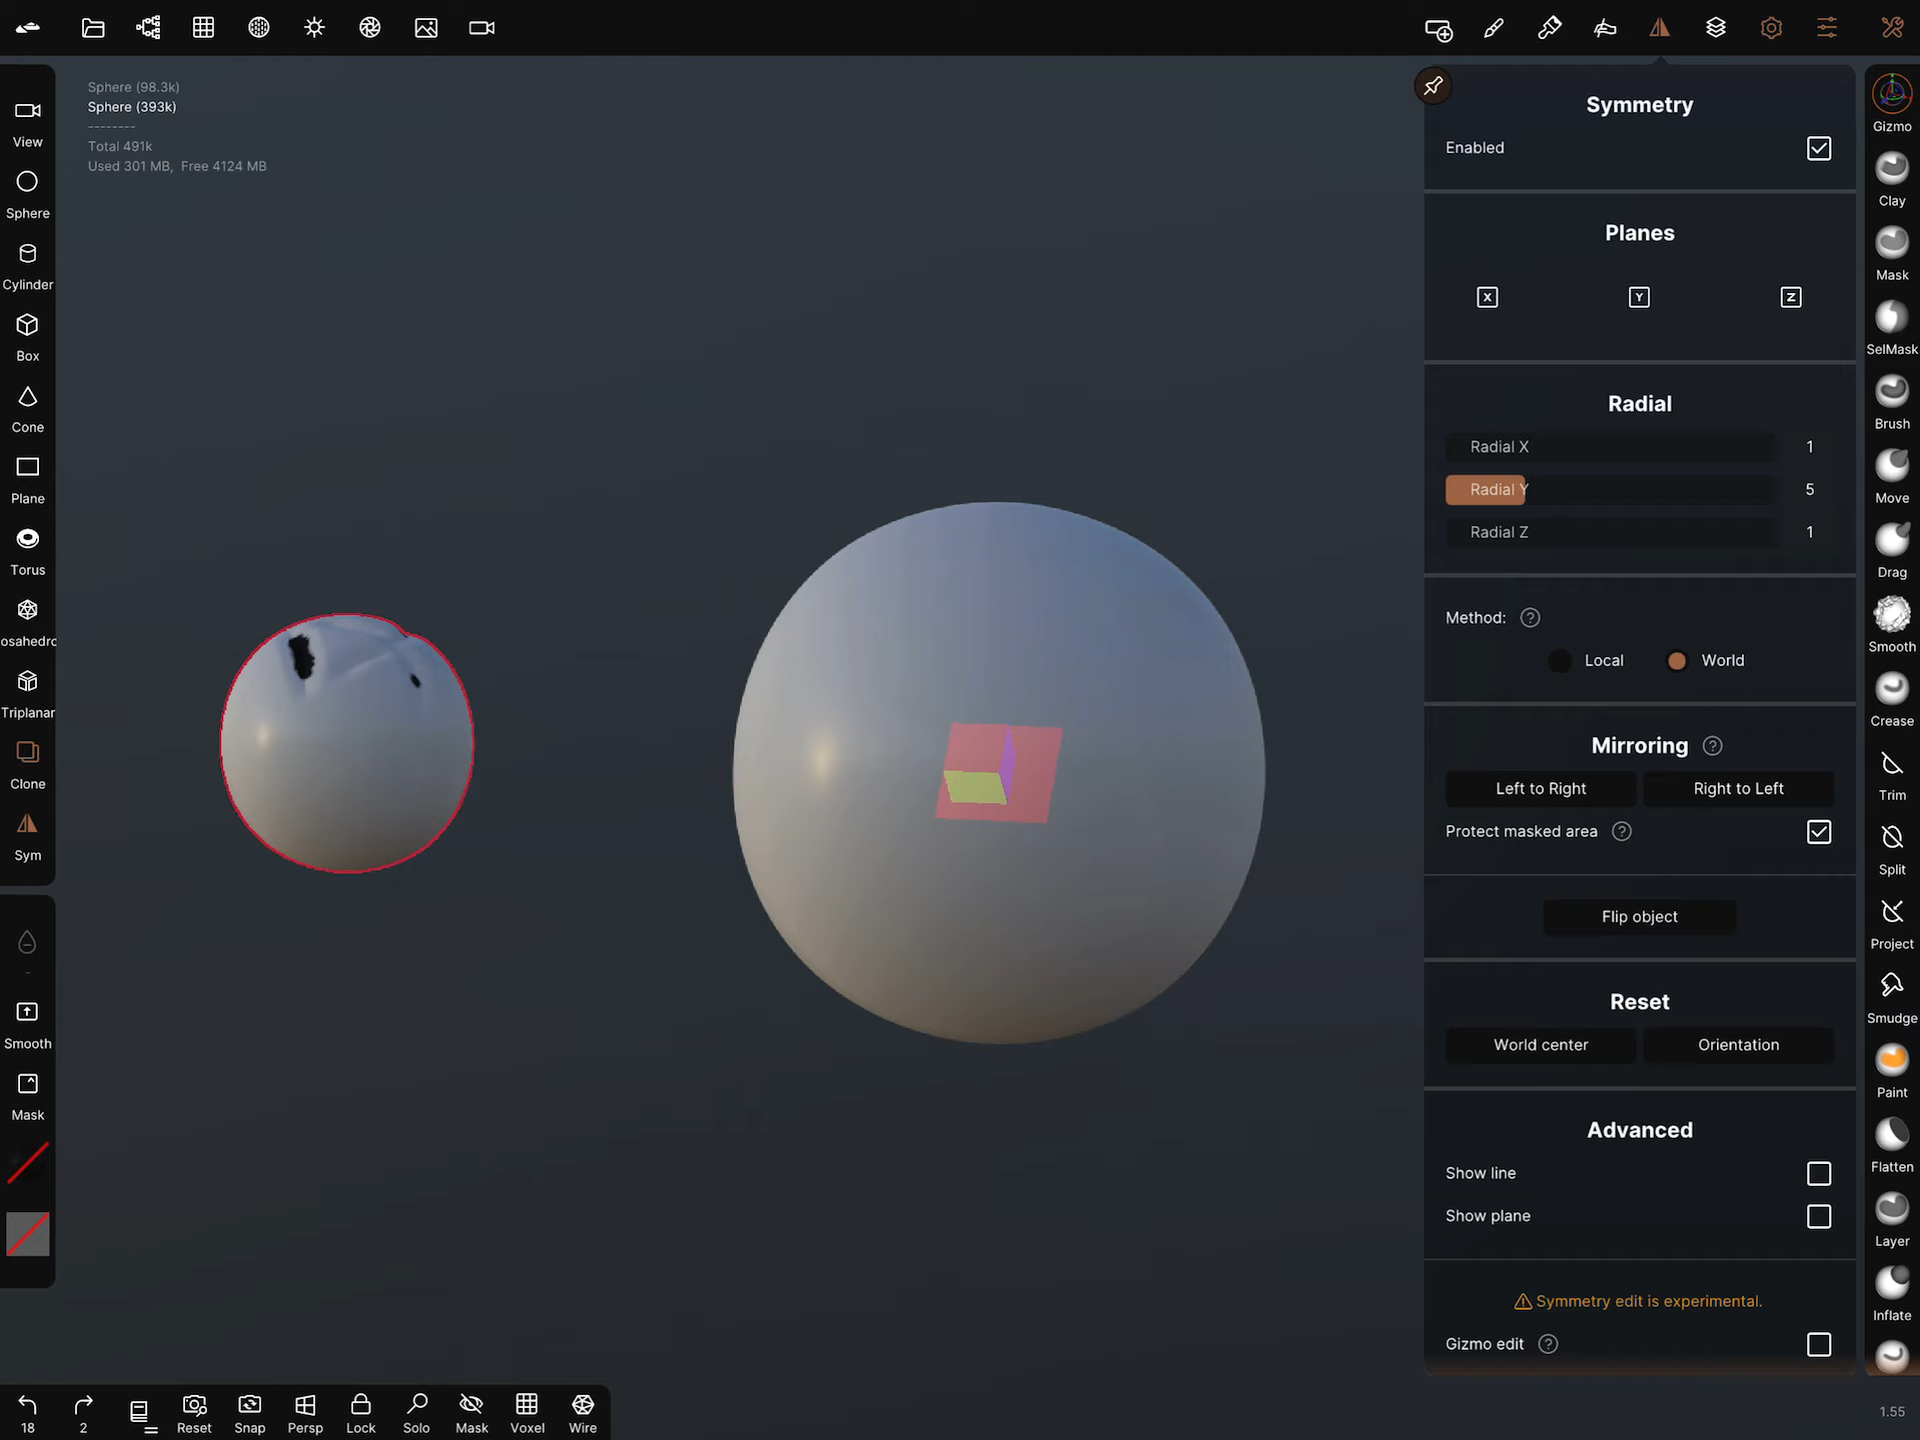 Sphere (98.3k)
Sphere (393k)
--------
Total 491k
Used 301 MB, Free 4124 MB
View
Sphere
Cylinder
Box
Cone
Plane
Torus
osahedro
Triplanar
Clone
Sym
-
Smooth
Mask
Symmetry
Enabled
Planes
X Y Z
Radial
Radial X 1
Radial Y 5
Radial Z 1
Method: ?
Local World
Mirroring ?
Left to Right Right to Left
Protect masked area ?
Flip object
Reset
World center Orientation
Advanced
Show line
Show plane
Symmetry edit is experimental.
Gizmo edit ?
Gizmo
Clay
Mask
SelMask
Brush
Move
Drag
Smooth
Crease
Trim
Split
Project
Smudge
Paint
Flatten
Layer
Inflate
18 2 Reset Snap Persp Lock Solo Mask Voxel Wire
1.55